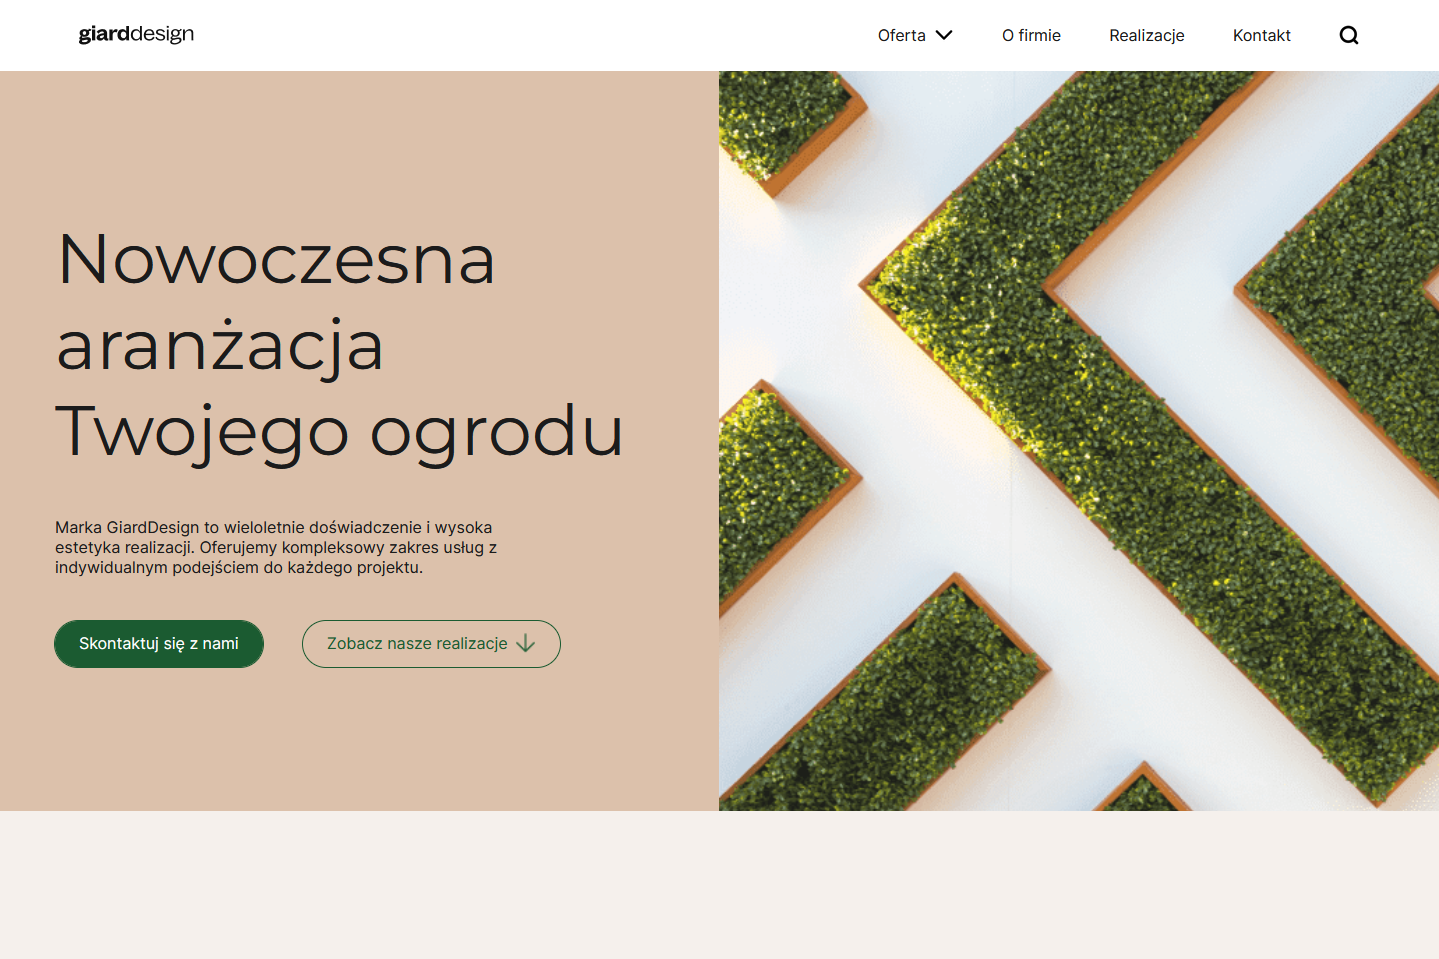 giarddesign
Oferta
O firmie
Realizacje
Kontakt
Nowoczesna
aranżacja
Twojego ogrodu
Marka GiardDesign to wieloletnie doświadczenie i wysoka
estetyka realizacji. Oferujemy kompleksowy zakres usług z
indywidualnym podejściem do każdego projektu.
Skontaktuj się z nami
Zobacz nasze realizacje